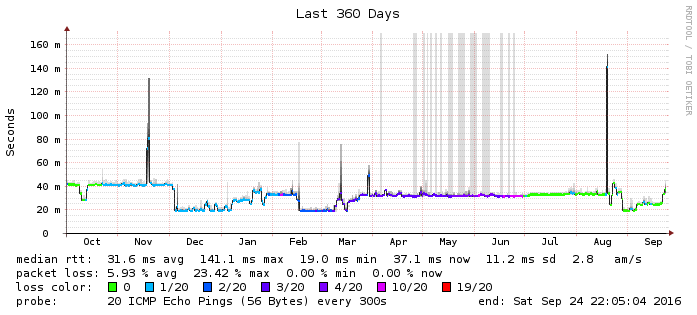 Last 360 Days
RRDTOOL / TOBI OETIKER
Seconds
160 m
140 m
120 m
100 m
80 m
60 m
40 m
20 m
0
Oct Nov Dec Jan Feb Mar Apr May Jun Jul Aug Sep
median rtt: 31.6 ms avg 141.1 ms max 19.0 ms min 37.1 ms now 11.2 ms sd 2.8 am/s
packet loss: 5.93 % avg 23.42 % max 0.00 % min 0.00 % now
loss color: 0 1/20 2/20 3/20 4/20 10/20 19/20
probe: 20 ICMP Echo Pings (56 Bytes) every 300s end: Sat Sep 24 22:05:04 2016